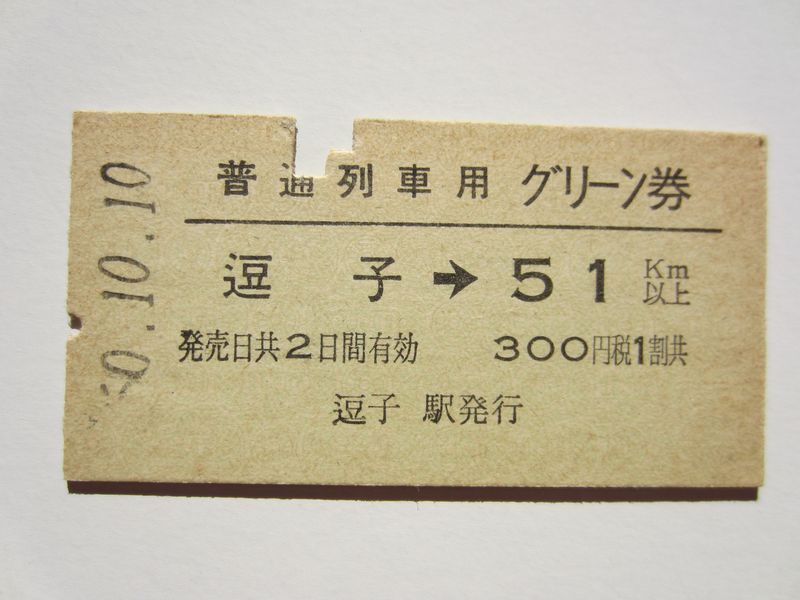 普通列車用 グリーン券
逗子→51 Km以上
発売日共2日間有効 300円税1割共
逗子 駅発行
0.10.10